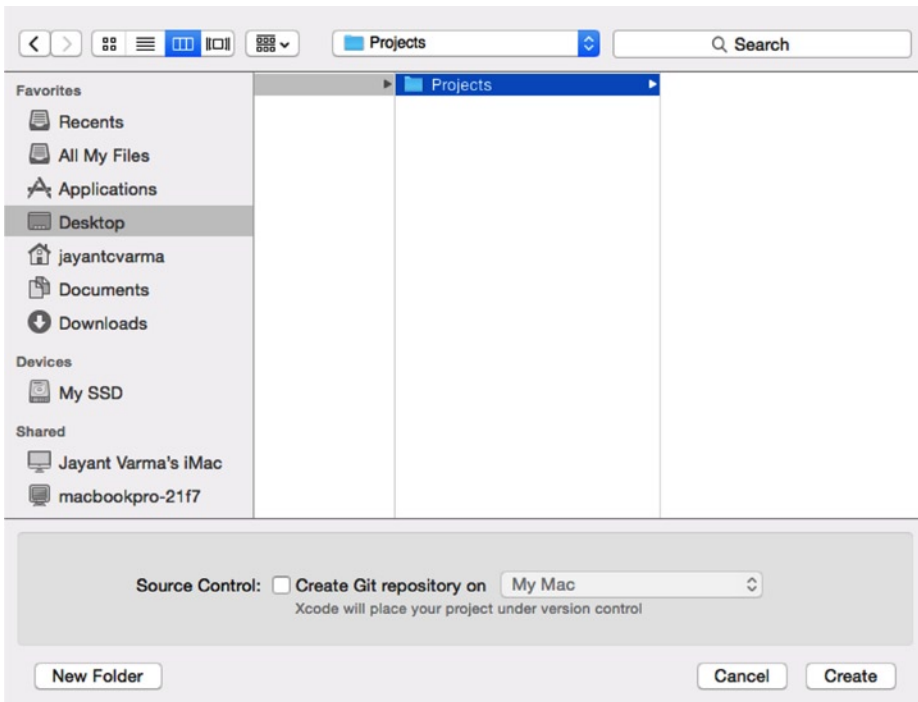 Projects
Search
Favorites
Projects
Recents
All My Files
Applications
Desktop
jayantcvarma
Documents
Downloads
Devices
My SSD
Shared
Jayant Varma's iMac
macbookpro-21f7
Source Control: Create Git repository on My Mac
Xcode will place your project under version control
New Folder
Cancel
Create